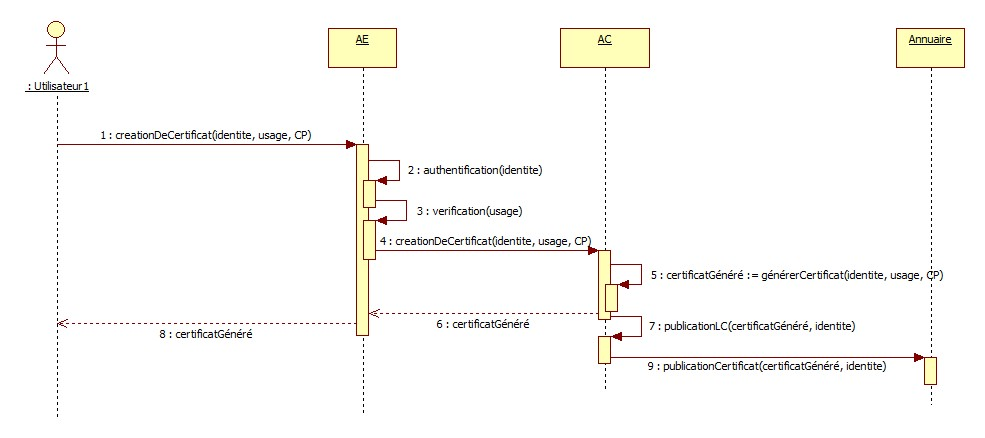 AE
AC
Annuaire
: Utilisateur1
1 : creationDeCertificat(identite, usage, CP)
2 : authentification(identite)
3 : verification(usage)
4 : creationDeCertificat(identite, usage, CP)
5 : certificatGénéré := générerCertificat(identite, usage, CP)
6 : certificatGénéré
7 : publicationLC(certificatGénéré, identite)
8 : certificatGénéré
9 : publicationCertificat(certificatGénéré, identite)